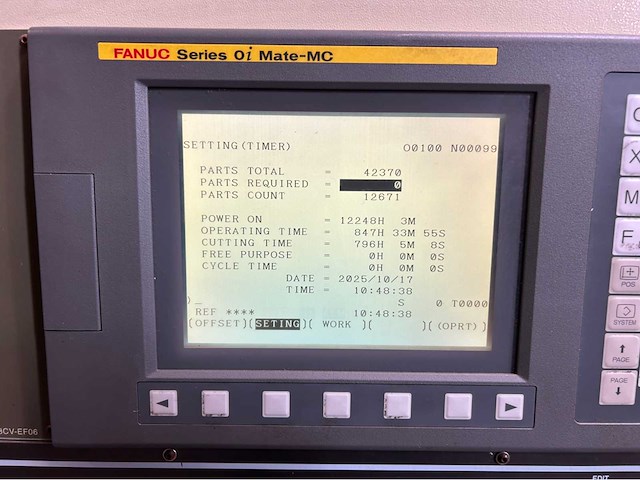 FANUC Series 0i Mate-MC
SETTING(TIMER) O0100 N00099
PARTS TOTAL = 42370
PARTS REQUIRED = 0
PARTS COUNT = 12671
POWER ON = 12248H 3M
OPERATING TIME = 847H 33M 55S
CUTTING TIME = 796H 5M 8S
FREE PURPOSE = 0H 0M 0S
CYCLE TIME = 0H 0M 0S
DATE = 2025/10/17
TIME = 10:48:38
)_
S 0 T0000
REF **** 10:48:38
(OFFSET)(SETING)( WORK )( )((OPRT))
X
M
F
POS
SYSTEM
PAGE
PAGE
EDIT